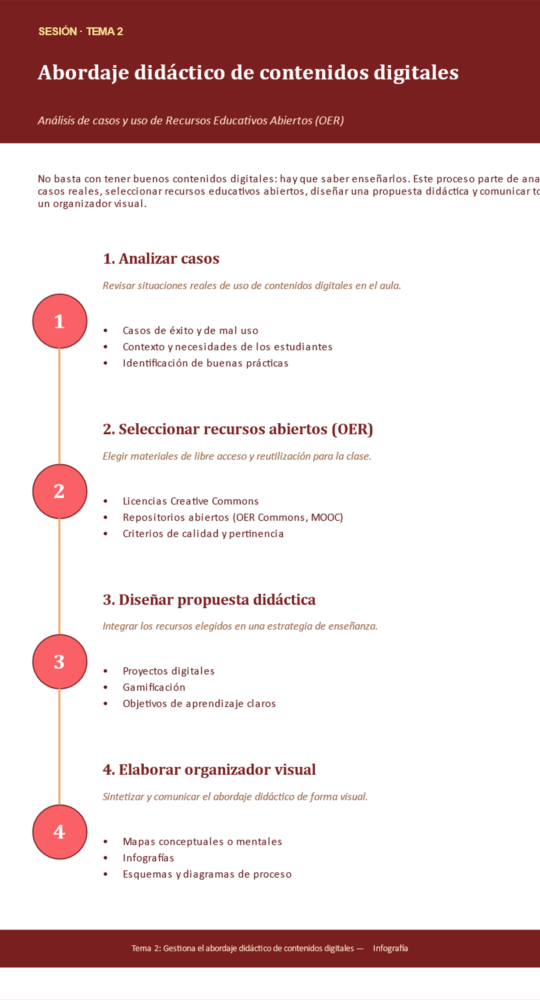 SESIÓN · TEMA 2
Abordaje didáctico de contenidos digitales
Análisis de casos y uso de Recursos Educativos Abiertos (OER)
No basta con tener buenos contenidos digitales: hay que saber enseñarlos. Este proceso parte de
casos reales, seleccionar recursos educativos abiertos, diseñar una propuesta didáctica y comunicar
un organizador visual.
1. Analizar casos
Revisar situaciones reales de uso de contenidos digitales en el aula.
1
• Casos de éxito y de mal uso
• Contexto y necesidades de los estudiantes
• Identificación de buenas prácticas
2. Seleccionar recursos abiertos (OER)
Elegir materiales de libre acceso y reutilización para la clase.
2
• Licencias Creative Commons
• Repositorios abiertos (OER Commons, MOOC)
• Criterios de calidad y pertinencia
3. Diseñar propuesta didáctica
Integrar los recursos elegidos en una estrategia de enseñanza.
3
• Proyectos digitales
• Gamificación
• Objetivos de aprendizaje claros
4. Elaborar organizador visual
Sintetizar y comunicar el abordaje didáctico de forma visual.
4
• Mapas conceptuales o mentales
• Infografías
• Esquemas y diagramas de proceso
Tema 2: Gestiona el abordaje didáctico de contenidos digitales — Infografía